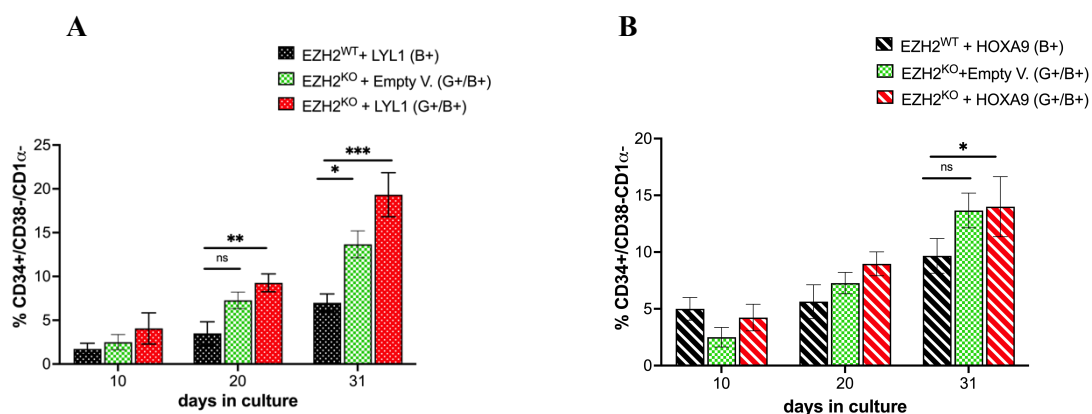 A
EZH2WT+ LYL1 (B+)
EZH2KO + Empty V. (G+/B+)
EZH2KO + LYL1 (G+/B+)
% CD34+/CD38-/CD1α-
25
20
15
10
5
0
ns
**
*
***
10 20 31
days in culture
B
EZH2WT + HOXA9 (B+)
EZH2KO+Empty V. (G+/B+)
EZH2KO + HOXA9 (G+/B+)
% CD34+/CD38-CD1α-
20
15
10
5
0
*
ns
10 20 31
days in culture